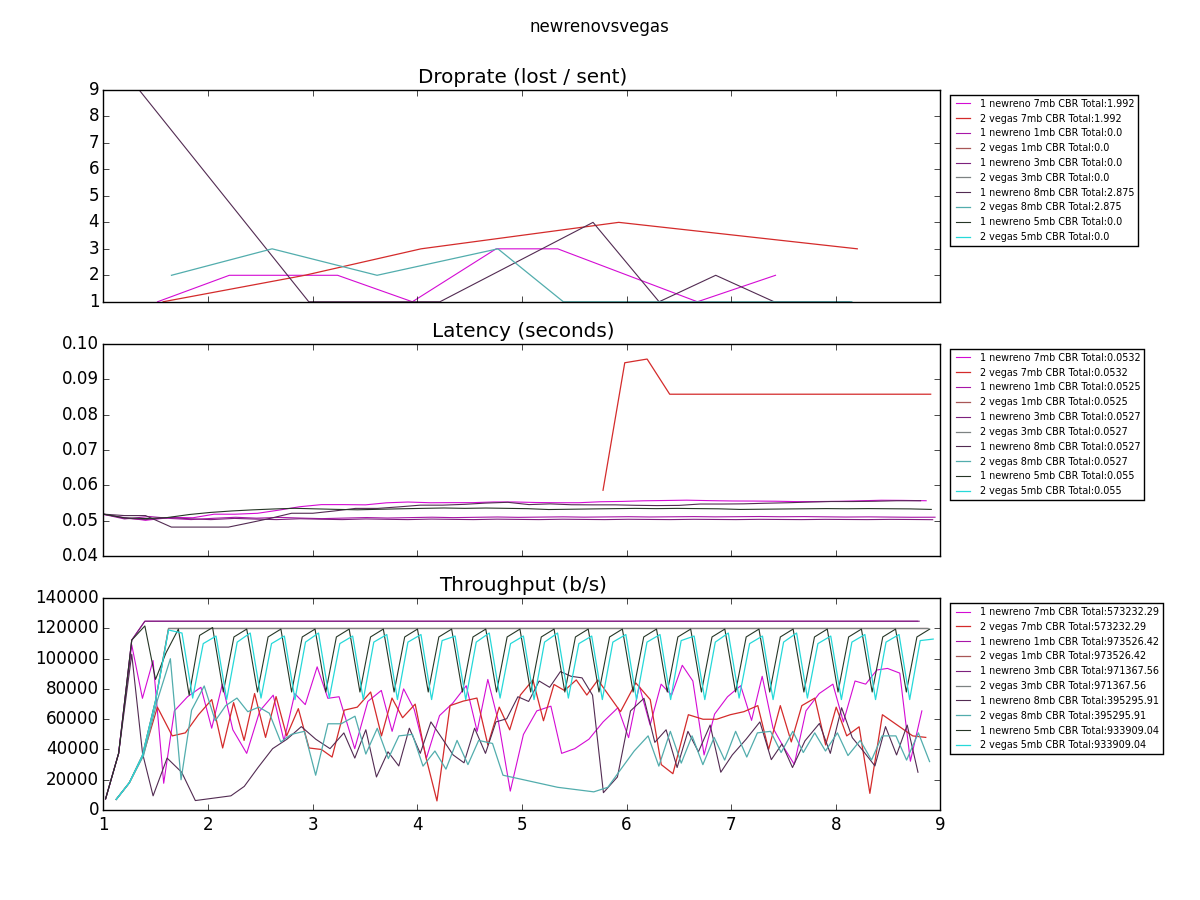 newrenovsvegas
Droprate (lost / sent)
9
8
7
6
5
4
3
2
1
1 newreno 7mb CBR Total:1.992
2 vegas 7mb CBR Total:1.992
1 newreno 1mb CBR Total:0.0
2 vegas 1mb CBR Total:0.0
1 newreno 3mb CBR Total:0.0
2 vegas 3mb CBR Total:0.0
1 newreno 8mb CBR Total:2.875
2 vegas 8mb CBR Total:2.875
1 newreno 5mb CBR Total:0.0
2 vegas 5mb CBR Total:0.0
Latency (seconds)
0.10
0.09
0.08
0.07
0.06
0.05
0.04
1 newreno 7mb CBR Total:0.0532
2 vegas 7mb CBR Total:0.0532
1 newreno 1mb CBR Total:0.0525
2 vegas 1mb CBR Total:0.0525
1 newreno 3mb CBR Total:0.0527
2 vegas 3mb CBR Total:0.0527
1 newreno 8mb CBR Total:0.0527
2 vegas 8mb CBR Total:0.0527
1 newreno 5mb CBR Total:0.055
2 vegas 5mb CBR Total:0.055
Throughput (b/s)
140000
120000
100000
80000
60000
40000
20000
0
1 2 3 4 5 6 7 8 9
1 newreno 7mb CBR Total:573232.29
2 vegas 7mb CBR Total:573232.29
1 newreno 1mb CBR Total:973526.42
2 vegas 1mb CBR Total:973526.42
1 newreno 3mb CBR Total:971367.56
2 vegas 3mb CBR Total:971367.56
1 newreno 8mb CBR Total:395295.91
2 vegas 8mb CBR Total:395295.91
1 newreno 5mb CBR Total:933909.04
2 vegas 5mb CBR Total:933909.04